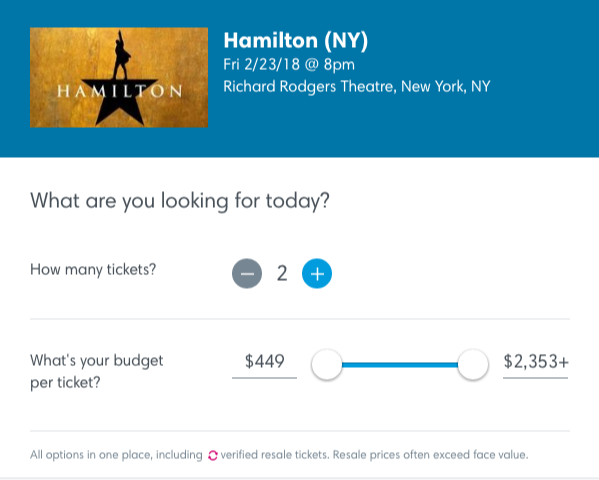 HAMILTON
Hamilton (NY)
Fri 2/23/18 @ 8pm
Richard Rodgers Theatre, New York, NY
What are you looking for today?
How many tickets?
− 2 +
What's your budget
per ticket?
$449
$2,353+
All options in one place, including verified resale tickets. Resale prices often exceed face value.